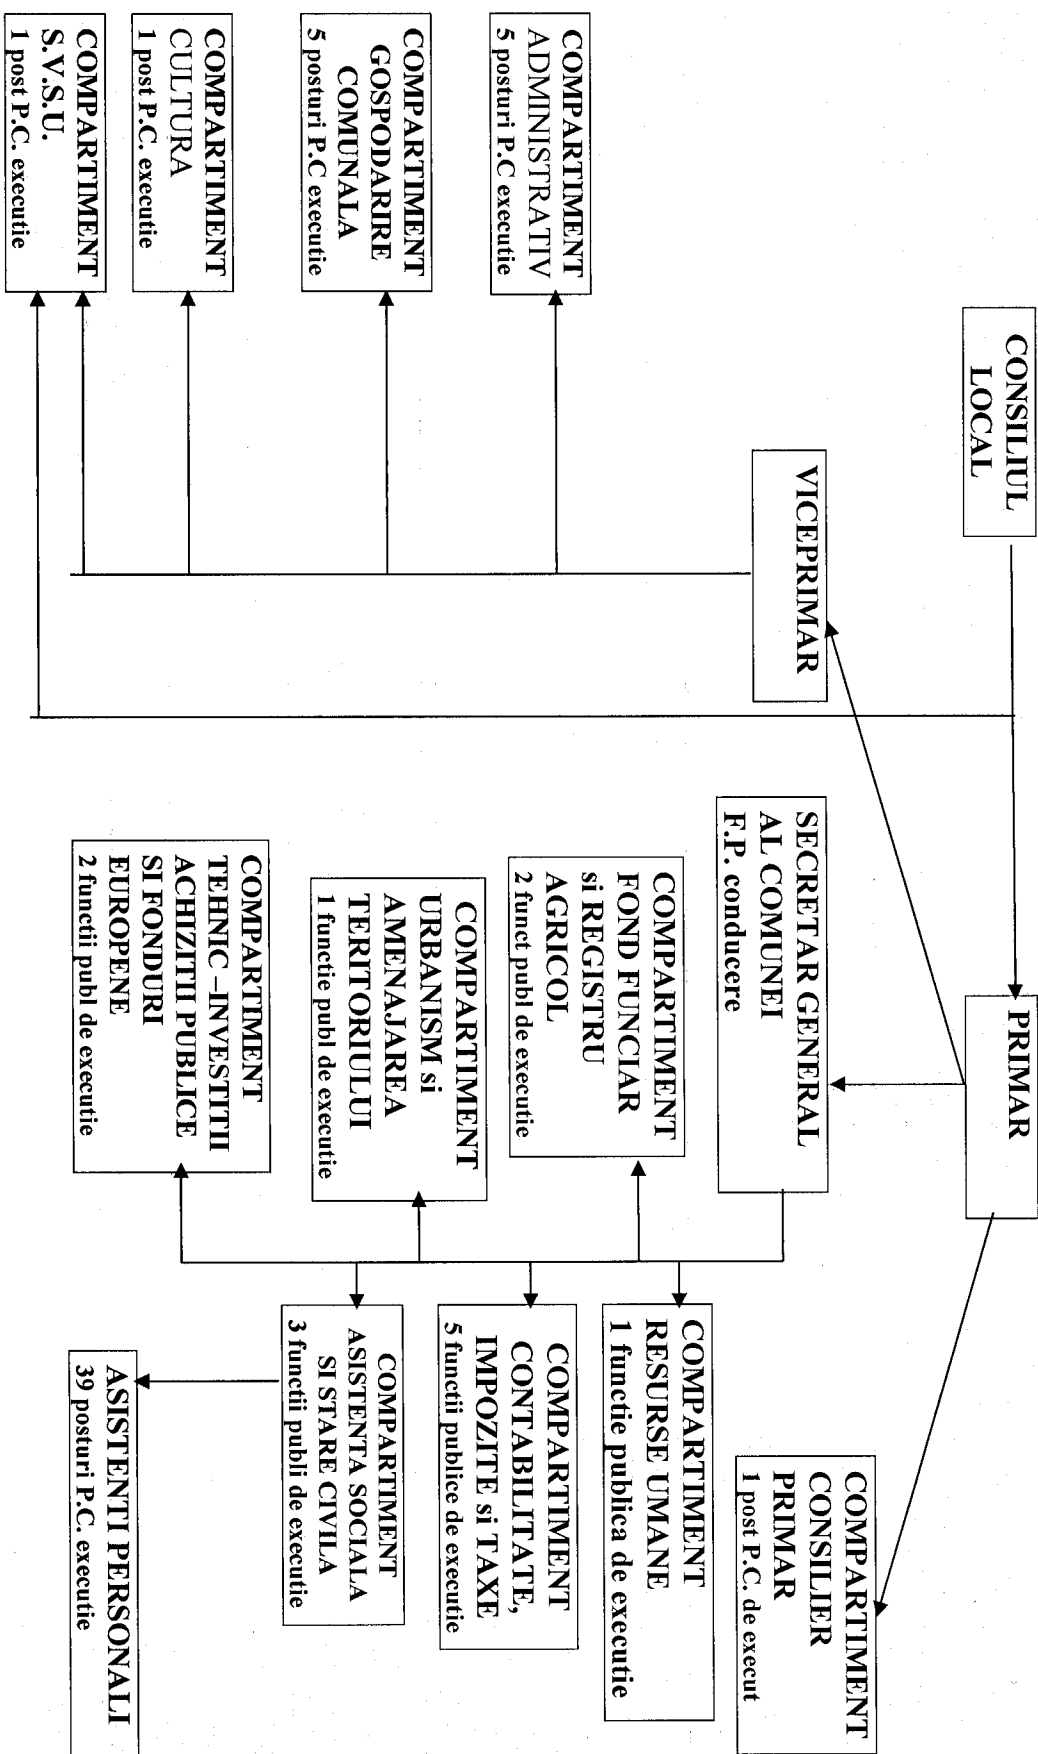 CONSILIUL
LOCAL
PRIMAR
VICEPRIMAR
SECRETAR GENERAL
AL COMUNEI
F.P. conducere
COMPARTIMENT
CONSILIER
PRIMAR
1 post P.C. de execut
COMPARTIMENT
ADMINISTRATIV
5 posturi P.C executie
COMPARTIMENT
GOSPODARIRE
COMUNALA
5 posturi P.C executie
COMPARTIMENT
CULTURA
1 post P.C. executie
COMPARTIMENT
S.V.S.U.
1 post P.C. executie
COMPARTIMENT
FOND FUNCIAR
si REGISTRU
AGRICOL
2 funct publ de executie
COMPARTIMENT
URBANISM si
AMENAJAREA
TERITORIULUI
1 functie publ de executie
COMPARTIMENT
TEHNIC –INVESTITII
ACHIZITII PUBLICE
SI FONDURI
EUROPENE
2 functii publ de executie
COMPARTIMENT
RESURSE UMANE
1 functie publica de executie
COMPARTIMENT
CONTABILITATE,
IMPOZITE si TAXE
5 functii publice de executie
COMPARTIMENT
ASISTENTA SOCIALA
SI STARE CIVILA
3 functii publi de executie
ASISTENTI PERSONALI
39 posturi P.C. executie